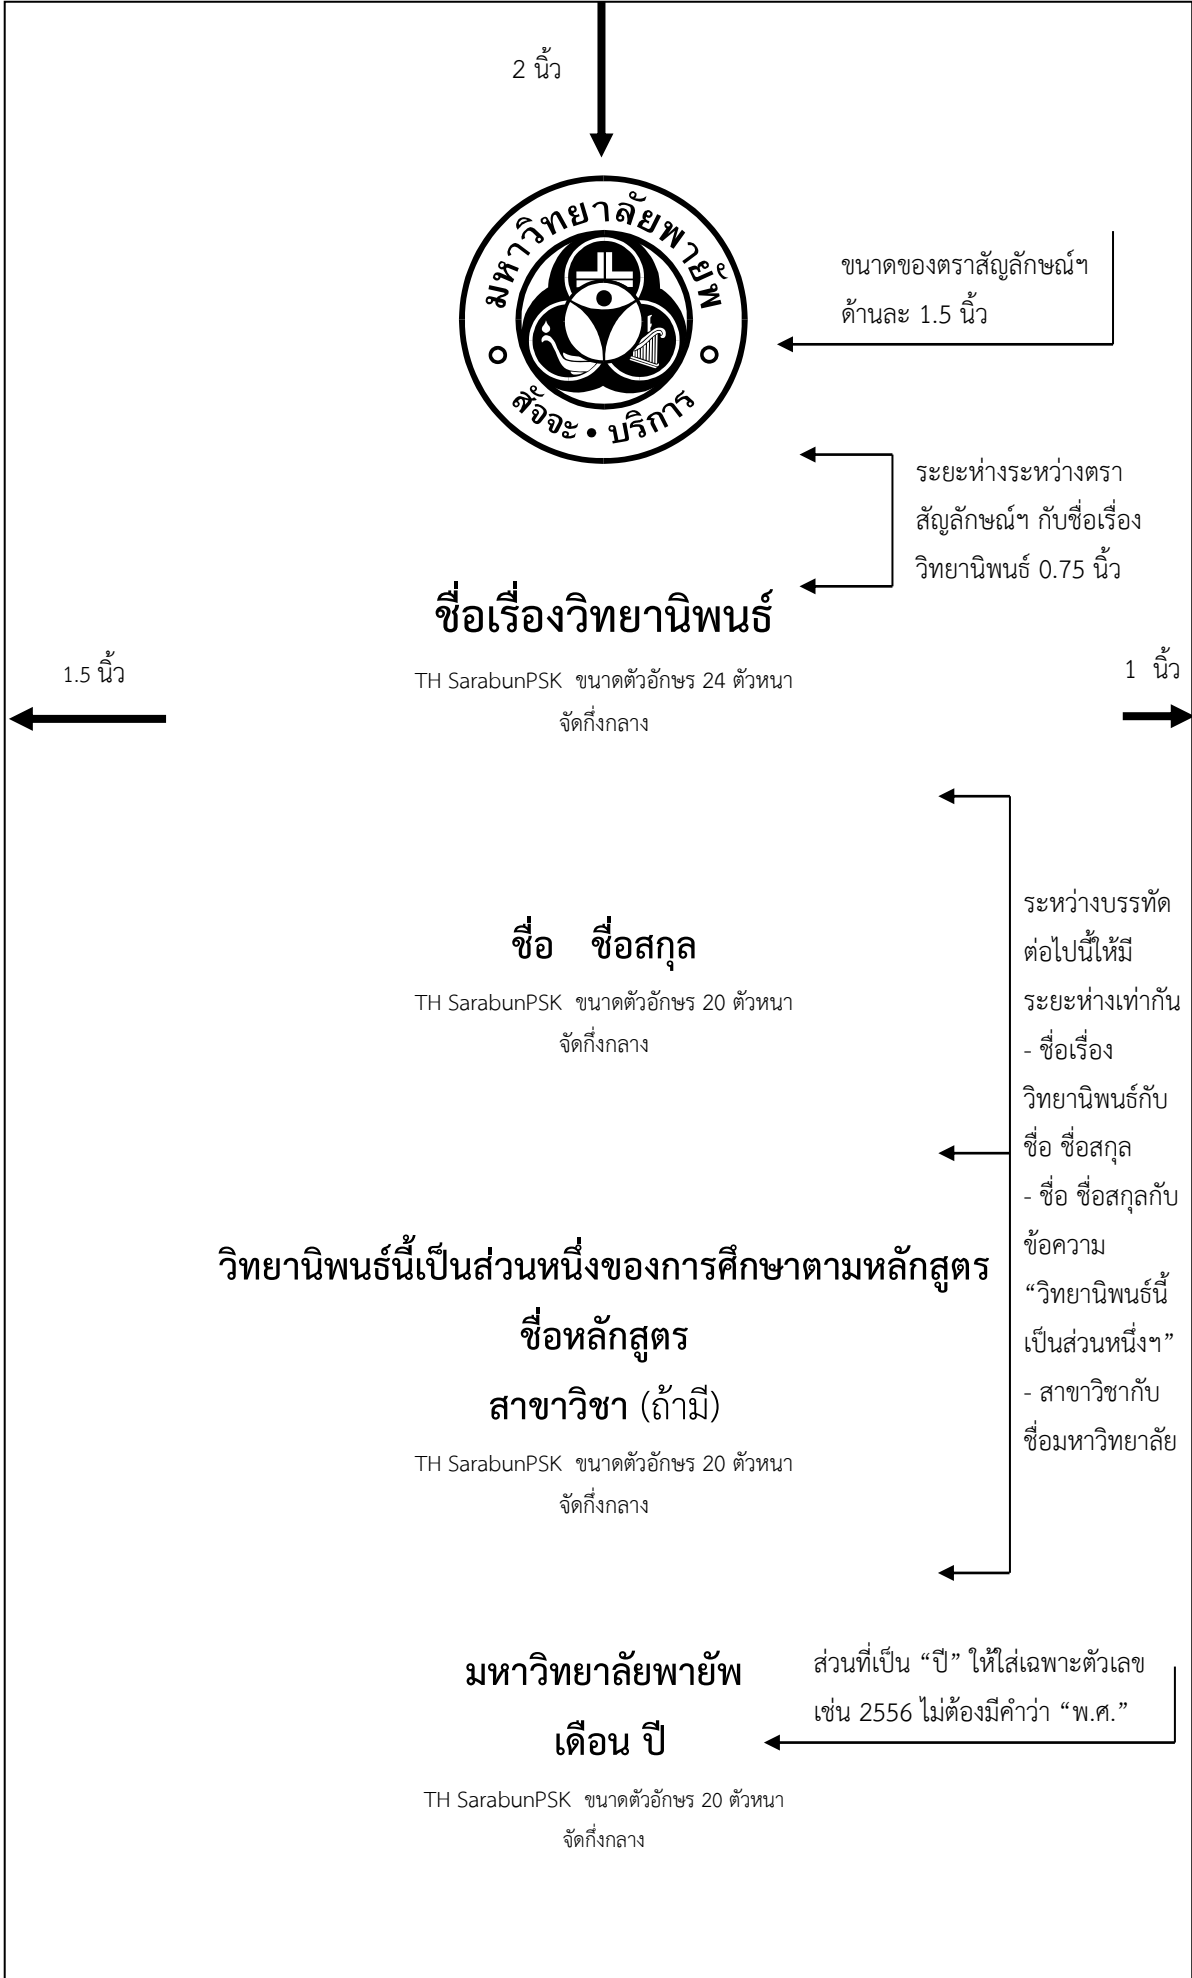 2 นิ้ว
มหาวิทยาลัยพายัพ
สัจจะ • บริการ
ขนาดของตราสัญลักษณ์ฯ
ด้านละ 1.5 นิ้ว
ระยะห่างระหว่างตรา
สัญลักษณ์ฯ กับชื่อเรื่อง
วิทยานิพนธ์ 0.75 นิ้ว
ชื่อเรื่องวิทยานิพนธ์
1.5 นิ้ว
1 นิ้ว
TH SarabunPSK ขนาดตัวอักษร 24 ตัวหนา
จัดกึ่งกลาง
ชื่อ ชื่อสกุล
TH SarabunPSK ขนาดตัวอักษร 20 ตัวหนา
จัดกึ่งกลาง
ระหว่างบรรทัด
ต่อไปนี้ให้มี
ระยะห่างเท่ากัน
- ชื่อเรื่อง
วิทยานิพนธ์กับ
ชื่อ ชื่อสกุล
- ชื่อ ชื่อสกุลกับ
ข้อความ
“วิทยานิพนธ์นี้
เป็นส่วนหนึ่งฯ”
- สาขาวิชากับ
ชื่อมหาวิทยาลัย
วิทยานิพนธ์นี้เป็นส่วนหนึ่งของการศึกษาตามหลักสูตร
ชื่อหลักสูตร
สาขาวิชา (ถ้ามี)
TH SarabunPSK ขนาดตัวอักษร 20 ตัวหนา
จัดกึ่งกลาง
มหาวิทยาลัยพายัพ
เดือน ปี
ส่วนที่เป็น “ปี” ให้ใส่เฉพาะตัวเลข
เช่น 2556 ไม่ต้องมีคำว่า “พ.ศ.”
TH SarabunPSK ขนาดตัวอักษร 20 ตัวหนา
จัดกึ่งกลาง